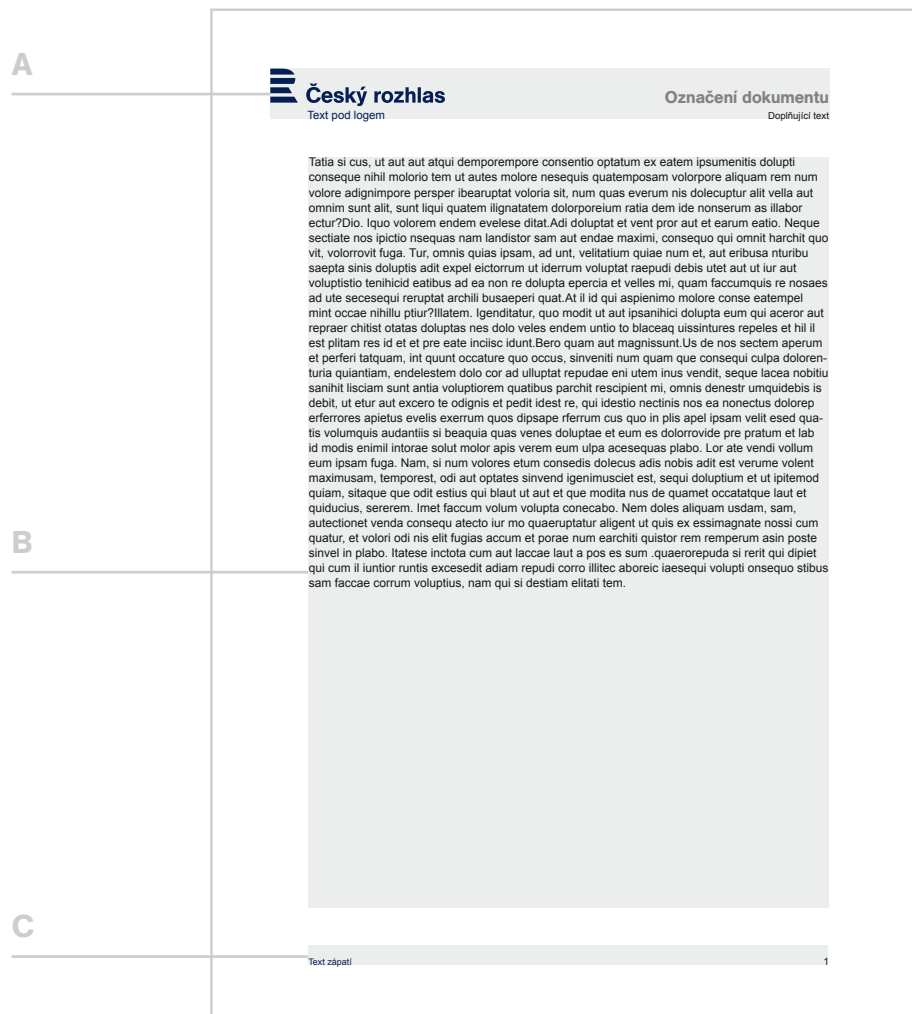 A
Český rozhlas
Text pod logem
Označení dokumentu
Doplňující text
Tatia si cus, ut aut aut atqui demporempore consentio optatum ex eatem ipsumenitis dolupti
conseque nihil molorio tem ut autes molore nesequis quatemposam volorpore aliquam rem num
volore adignimpore persper ibearuptat voloria sit, num quas everum nis dolecuptur alit vella aut
omnim sunt alit, sunt liqui quatem ilignatatem dolorporeium ratia dem ide nonserum as illabor
ectur?Dio. Iquo volorem endem evelese ditat.Adi doluptat et vent pror aut et earum eatio. Neque
sectiate nos ipictio nsequas nam landistor sam aut endae maximi, consequo qui omnit harchit quo
vit, volorrovit fuga. Tur, omnis quias ipsam, ad unt, velitatium quiae num et, aut eribusa nturibu
saepta sinis doluptis adit expel eictorrum ut iderrum voluptat raepudi debis utet aut ut iur aut
voluptistio tenihicid eatibus ad ea non re dolupta epercia et velles mi, quam faccumquis re nosaes
ad ute secesequi reruptat archili busaeperi quat.At il id qui aspienimo molore conse eatempel
mint occae nihillu ptiur?Illatem. Igenditatur, quo modit ut aut ipsanihici dolupta eum qui aceror aut
repraer chitist otatas doluptas nes dolo veles endem untio to blaceaq uissintures repeles et hil il
est plitam res id et et pre eate inciisc idunt.Bero quam aut magnissunt.Us de nos sectem aperum
et perferi tatquam, int quunt occature quo occus, sinveniti num quam que consequi culpa doloren-
turia quiantiam, endelestem dolo cor ad ulluptat repudae eni utem inus vendit, seque lacea nobitiu
sanihit lisciam sunt antia voluptiorem quatibus parchit rescipient mi, omnis denestr umquidebis is
debit, ut etur aut excero te odignis et pedit idest re, qui idestio nectinis nos ea nonectus dolorep
erferrores apietus evelis exerrum quos dipsape rferrum cus quo in plis apel ipsam velit esed qua-
tis volumquis audantiis si beaquia quas venes doluptae et eum es dolorrovide pre pratum et lab
id modis enimil intorae solut molor apis verem eum ulpa acesequas plabo. Lor ate vendi vollum
eum ipsam fuga. Nam, si num volores etum consedis dolecus adis nobis adit est verume volent
maximusam, temporest, odi aut optates sinvend igenimusciet est, sequi doluptium et ut ipitemod
quiam, sitaque que odit estius qui blaut ut aut et que modita nus de quamet occatatque laut et
quiducius, sererem. Imet faccum volum volupta conecabo. Nem doles aliquam usdam, sam,
autectionet venda consequ atecto iur mo quaeruptatur aligent ut quis ex essimagnate nossi cum
quatur, et volori odi nis elit fugias accum et porae num earchiti quistor rem remperum asin poste
B
sinvel in plabo. Itatese inctota cum aut laccae laut a pos es sum .quaerorepuda si rerit qui dipiet
qui cum il iuntior runtis excesedit adiam repudi corro illitec aboreic iaesequi volupti onsequo stibus
sam faccae corrum voluptius, nam qui si destiam elitati tem.
C
Text zápatí
1